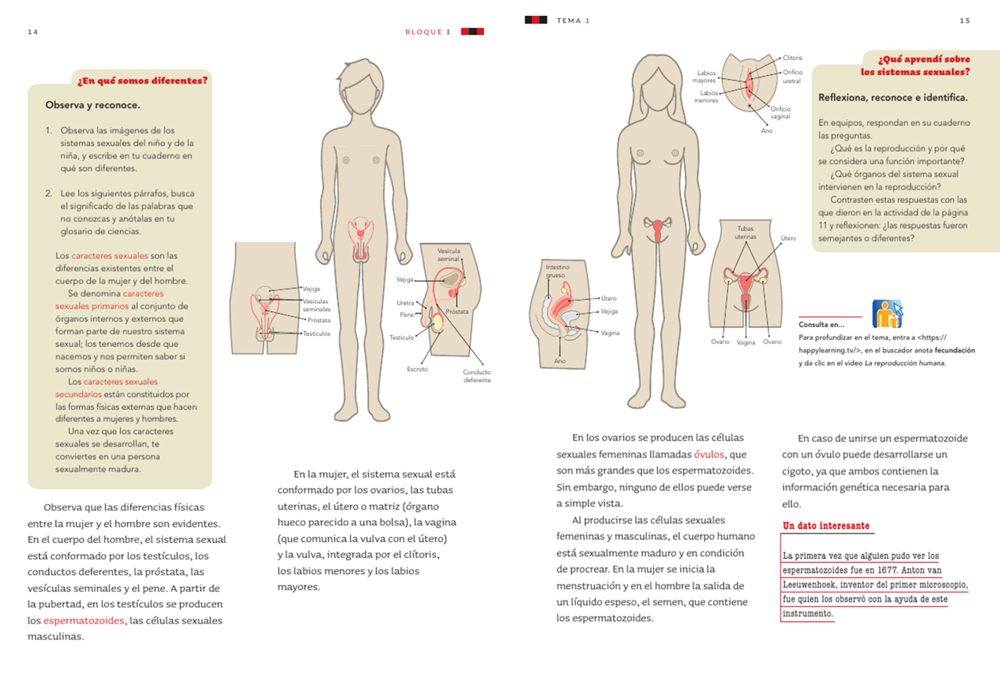 14
BLOQUE I
¿En qué somos diferentes?
Observa y reconoce.
1. Observa las imágenes de los
sistemas sexuales del niño y de la
niña, y escribe en tu cuaderno en
qué son diferentes.
2. Lee los siguientes párrafos, busca
el significado de las palabras que
no conozcas y anótalas en tu
glosario de ciencias.
Los caracteres sexuales son las
diferencias existentes entre el
cuerpo de la mujer y del hombre.
Se denomina caracteres
sexuales primarios al conjunto de
órganos internos y externos que
forman parte de nuestro sistema
sexual; los tenemos desde que
nacemos y nos permiten saber si
somos niños o niñas.
Los caracteres sexuales
secundarios están constituidos por
las formas físicas externas que hacen
diferentes a mujeres y hombres.
Una vez que los caracteres
sexuales se desarrollan, te
conviertes en una persona
sexualmente madura.
Vejiga
Vesículas
seminales
Próstata
Testículos
Vesícula
seminal
Vejiga
Uretra
Pene
Próstata
Testículo
Escroto
Conducto
deferente
Observa que las diferencias físicas
entre la mujer y el hombre son evidentes.
En el cuerpo del hombre, el sistema sexual
está conformado por los testículos, los
conductos deferentes, la próstata, las
vesículas seminales y el pene. A partir de
la pubertad, en los testículos se producen
los espermatozoides, las células sexuales
masculinas.
En la mujer, el sistema sexual está
conformado por los ovarios, las tubas
uterinas, el útero o matriz (órgano
hueco parecido a una bolsa), la vagina
(que comunica la vulva con el útero)
y la vulva, integrada por el clítoris,
los labios menores y los labios
mayores.
TEMA 1
15
Clítoris
Labios
mayores
Orificio
uretral
Labios
menores
Orificio
vaginal
Ano
Intestino
grueso
Útero
Vejiga
Vagina
Ano
Tubas
uterinas
Útero
Ovario
Vagina
Ovario
¿Qué aprendí sobre
los sistemas sexuales?
Reflexiona, reconoce e identifica.
En equipos, respondan en su cuaderno
las preguntas.
¿Qué es la reproducción y por qué
se considera una función importante?
¿Qué órganos del sistema sexual
intervienen en la reproducción?
Contrasten estas respuestas con las
que dieron en la actividad de la página
11 y reflexionen: ¿las respuestas fueron
semejantes o diferentes?
Consulta en...
Para profundizar en el tema, entra a <https://
happylearning.tv/>, en el buscador anota fecundación
y da clic en el video La reproducción humana.
En los ovarios se producen las células
sexuales femeninas llamadas óvulos, que
son más grandes que los espermatozoides.
Sin embargo, ninguno de ellos puede verse
a simple vista.
Al producirse las células sexuales
femeninas y masculinas, el cuerpo humano
está sexualmente maduro y en condición
de procrear. En la mujer se inicia la
menstruación y en el hombre la salida de
un líquido espeso, el semen, que contiene
los espermatozoides.
En caso de unirse un espermatozoide
con un óvulo puede desarrollarse un
cigoto, ya que ambos contienen la
información genética necesaria para
ello.
Un dato interesante
La primera vez que alguien pudo ver los
espermatozoides fue en 1677. Anton van
Leeuwenhoek, inventor del primer microscopio,
fue quien los observó con la ayuda de este
instrumento.